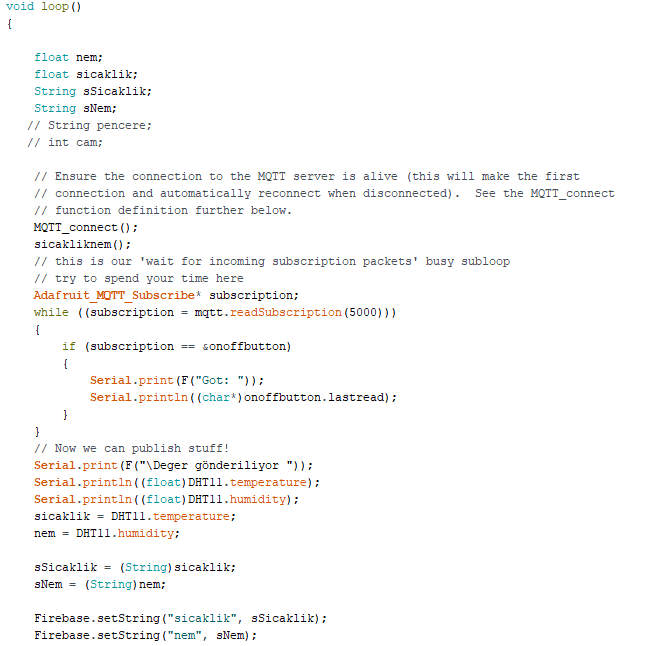 void loop()
{
float nem;
float sicaklik;
String sSicaklik;
String sNem;
// String pencere;
// int cam;
// Ensure the connection to the MQTT server is alive (this will make the first
// connection and automatically reconnect when disconnected).  See the MQTT_connect
// function definition further below.
MQTT_connect();
sicakliknem();
// this is our 'wait for incoming subscription packets' busy subloop
// try to spend your time here
Adafruit_MQTT_Subscribe* subscription;
while ((subscription = mqtt.readSubscription(5000)))
{
if (subscription == &onoffbutton)
{
Serial.print(F("Got: "));
Serial.println((char*)onoffbutton.lastread);
}
}
// Now we can publish stuff!
Serial.print(F("\Deger gönderiliyor "));
Serial.println((float)DHT11.temperature);
Serial.println((float)DHT11.humidity);
sicaklik = DHT11.temperature;
nem = DHT11.humidity;
sSicaklik = (String)sicaklik;
sNem = (String)nem;
Firebase.setString("sicaklik", sSicaklik);
Firebase.setString("nem", sNem);